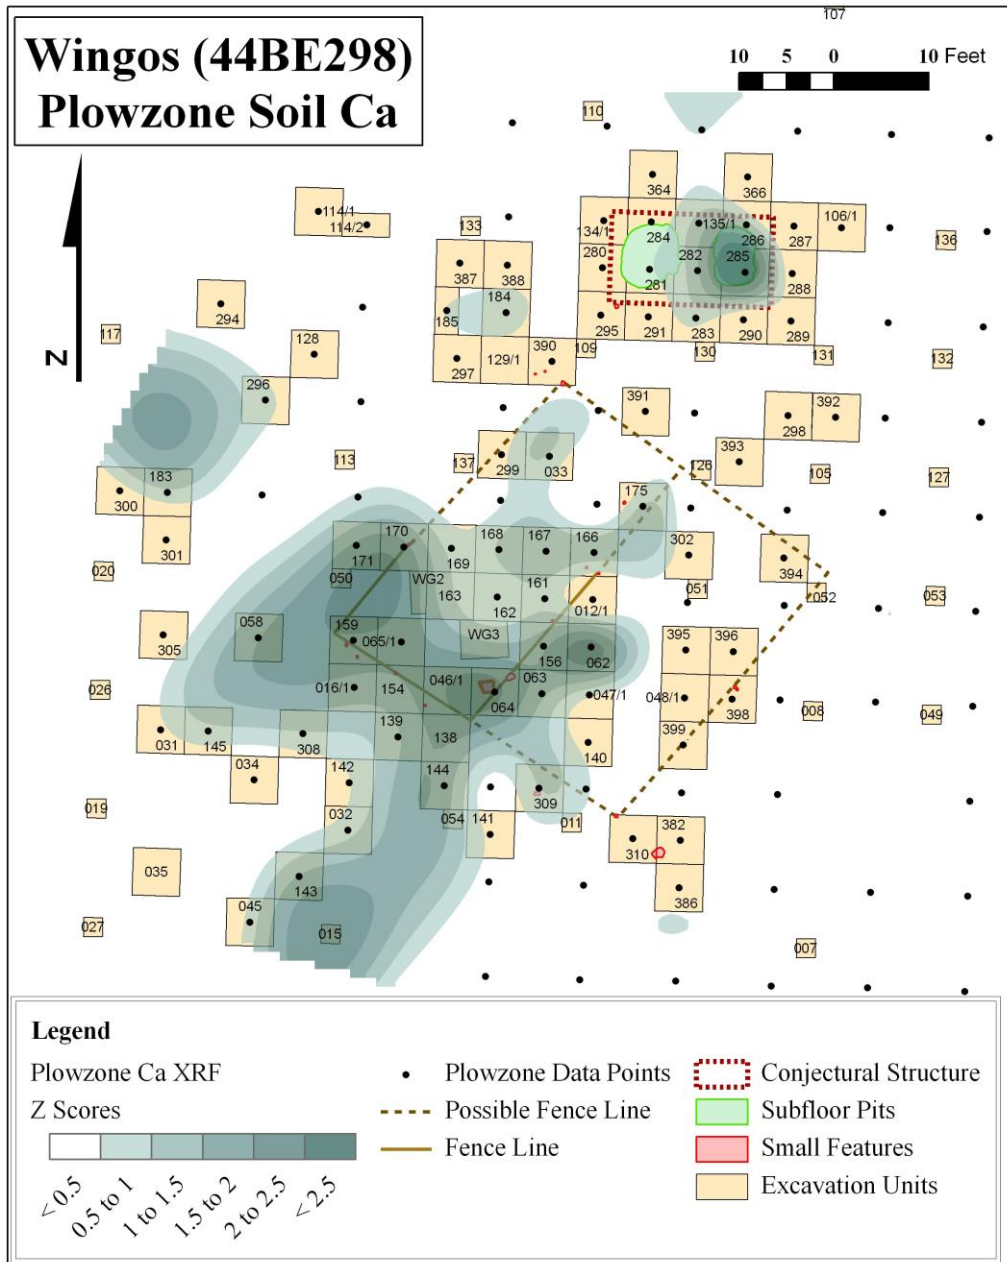 107
Wingos (44BE298)
Plowzone Soil Ca
10 5 0 10 Feet
110
364 366
114/1
114/2
133
134/1 284 135/1 286 287 106/1
136
280 282 285
387 388
281 288
294
184
185
295 291 283 290 289
117
128
297 129/1 390 109 130 131 132
N
296
391 392
298
393
113 137 299 033 126 105 127
183
300
175
301
170 168 167 166 302
171 169
020 050 WG2 163 161 051 394 052 053
162 012/1
058 159 065/1 WG3 395 396
305 156 062
026 016/1 154 046/1 063 047/1 048/1 398 008 049
064
139
031 145 308 138 140 399
034 142 144
309
019 032 054 141 011 382
310
035 143
386
045
027 015 007
Legend
Plowzone Ca XRF
Z Scores
< 0.5
0.5 to 1
1 to 1.5
1.5 to 2
2 to 2.5
< 2.5
Plowzone Data Points
Possible Fence Line
Fence Line
Conjectural Structure
Subfloor Pits
Small Features
Excavation Units